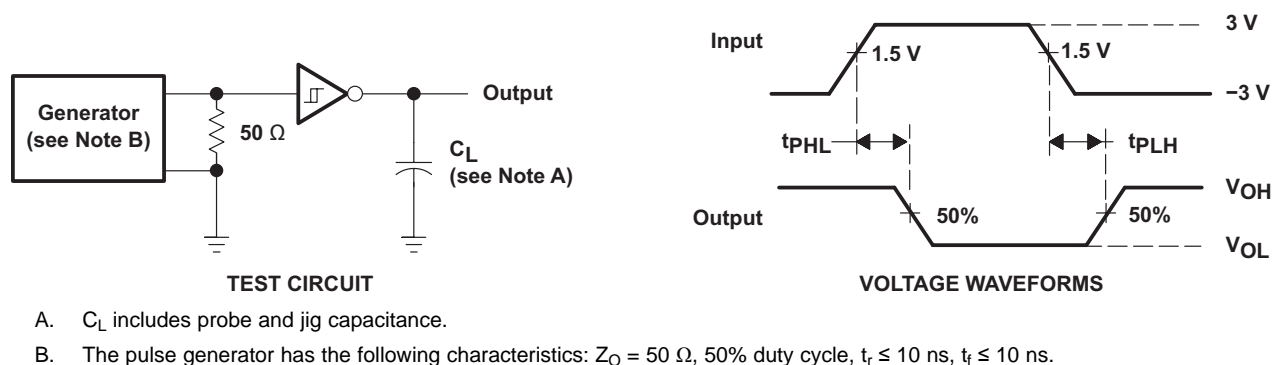 Generator
(see Note B)
50 Ω
Output
CL
(see Note A)
TEST CIRCUIT
Input
3 V
1.5 V
1.5 V
−3 V
tPHL
tPLH
Output
50%
50%
VOH
VOL
VOLTAGE WAVEFORMS
A. CL includes probe and jig capacitance.
B. The pulse generator has the following characteristics: ZO = 50 Ω, 50% duty cycle, tr ≤ 10 ns, tf ≤ 10 ns.